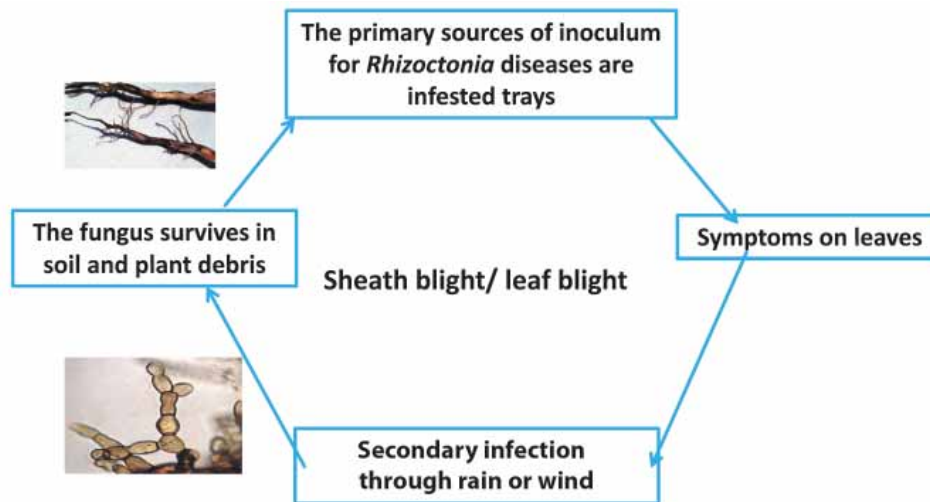 The primary sources of inoculum
for Rhizoctonia diseases are
infested trays
The fungus survives in
soil and plant debris
Symptoms on leaves
Sheath blight/ leaf blight
Secondary infection
through rain or wind